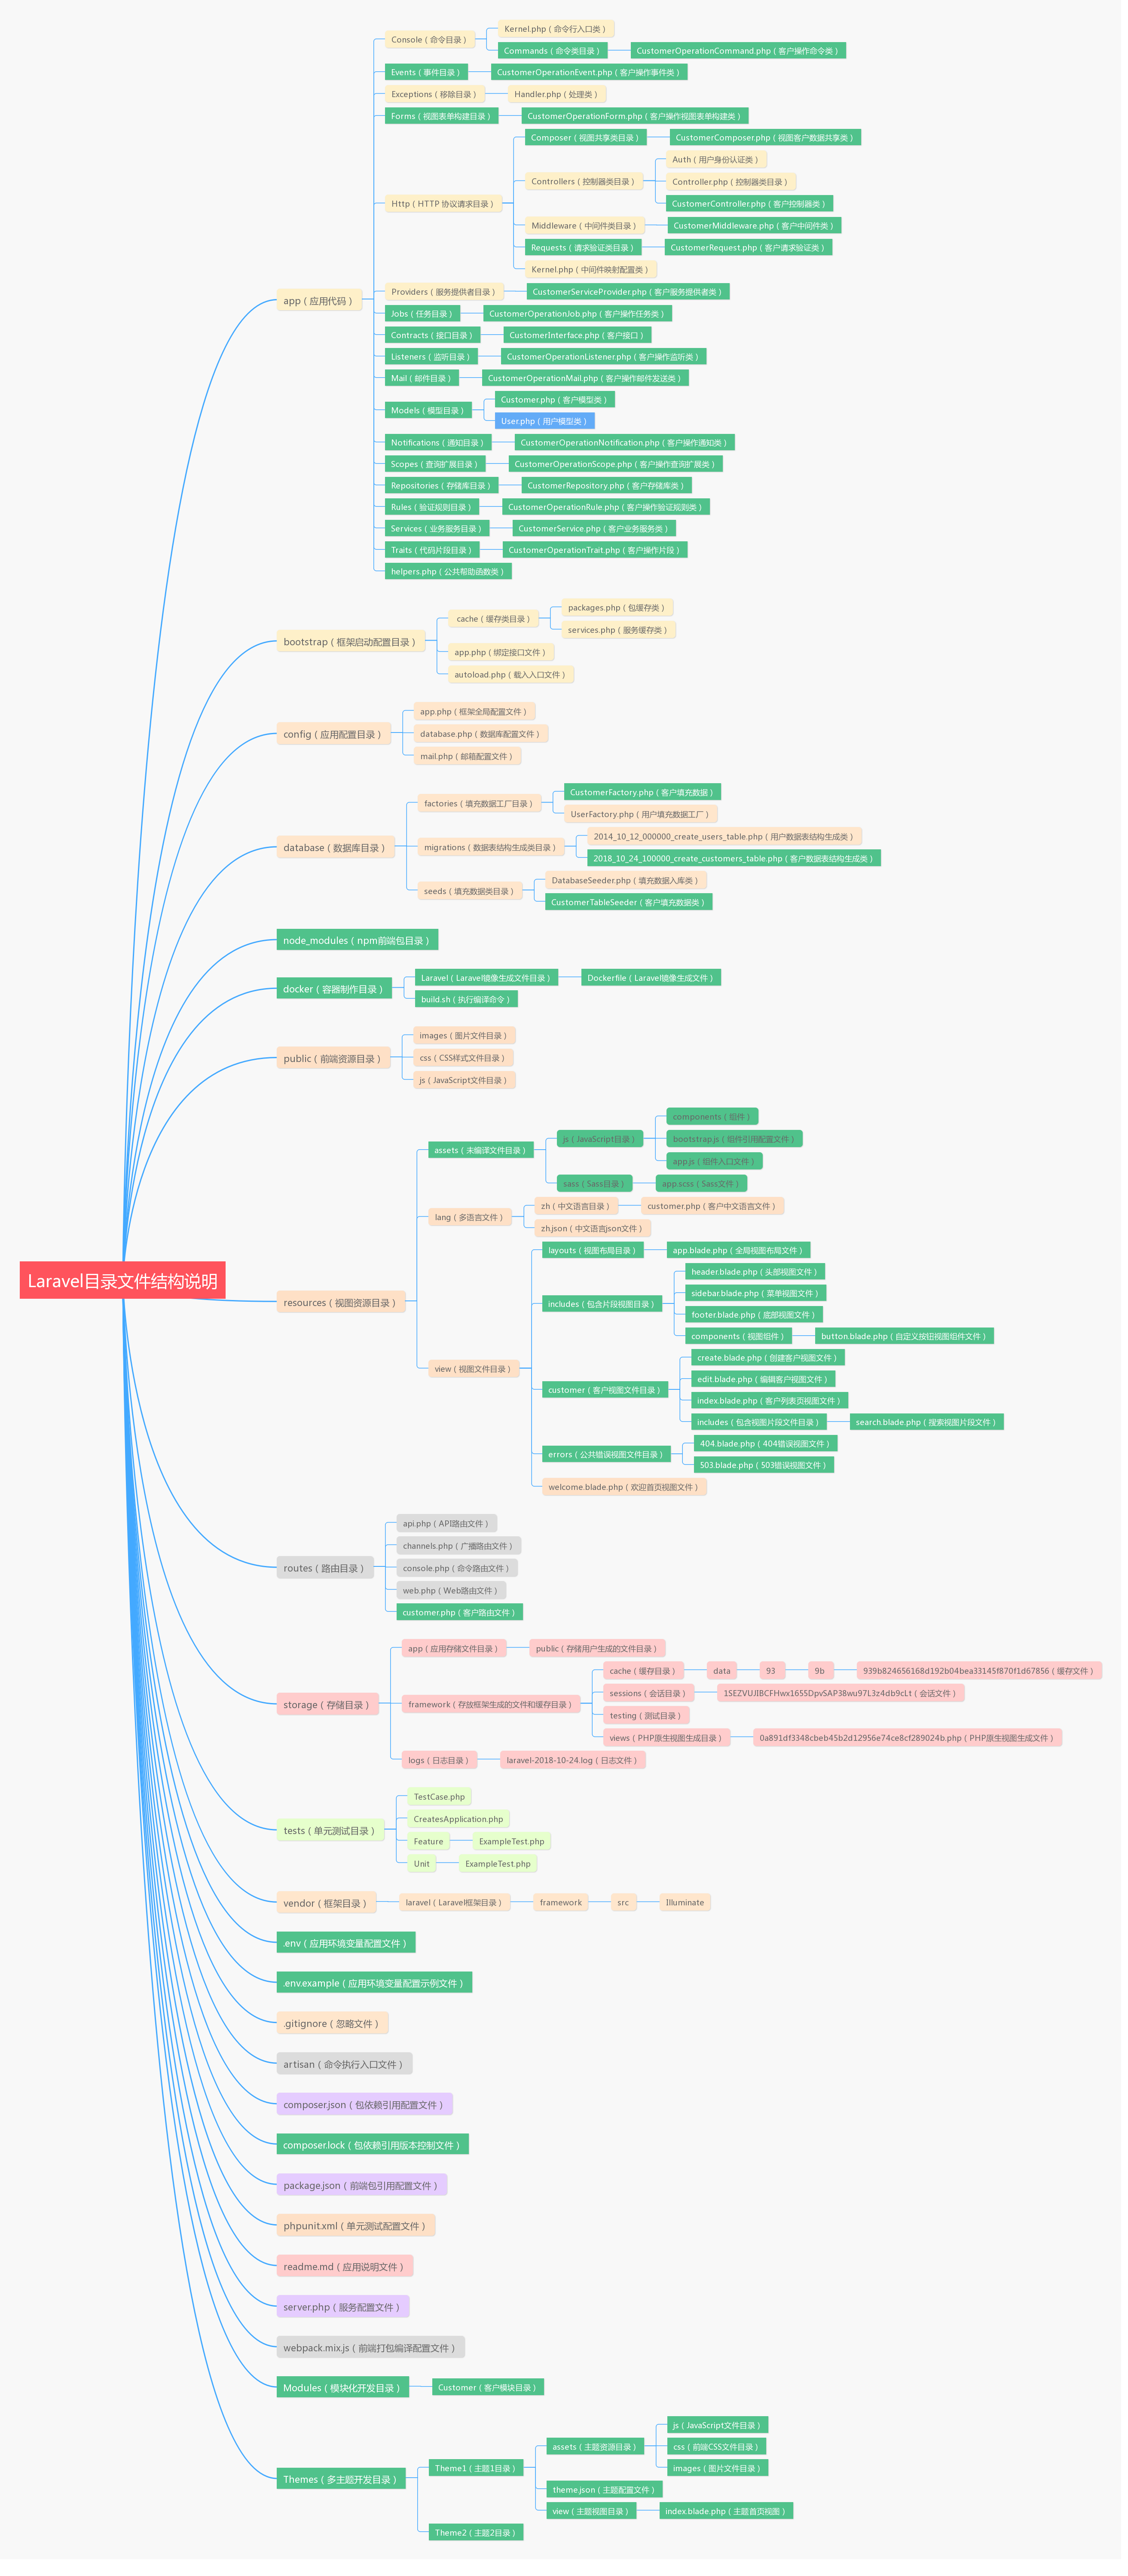 Laravel目录文件结构说明
app（应用代码）
Console（命令目录）
Kernel.php（命令行入口类）
Commands（命令类目录）
CustomerOperationCommand.php（客户操作命令类）
Events（事件目录）
CustomerOperationEvent.php（客户操作事件类）
Exceptions（移除目录）
Handler.php（处理类）
Forms（视图表单构建目录）
CustomerOperationForm.php（客户操作视图表单构建类）
Http（HTTP 协议请求目录）
Composer（视图共享类目录）
CustomerComposer.php（视图客户数据共享类）
Controllers（控制器类目录）
Auth（用户身份认证类）
Controller.php（控制器类目录）
CustomerController.php（客户控制器类）
Middleware（中间件类目录）
CustomerMiddleware.php（客户中间件类）
Requests（请求验证类目录）
CustomerRequest.php（客户请求验证类）
Kernel.php（中间件映射配置类）
Providers（服务提供者目录）
CustomerServiceProvider.php（客户服务提供者类）
Jobs（任务目录）
CustomerOperationJob.php（客户操作任务类）
Contracts（接口目录）
CustomerInterface.php（客户接口）
Listeners（监听目录）
CustomerOperationListener.php（客户操作监听类）
Mail（邮件目录）
CustomerOperationMail.php（客户操作邮件发送类）
Models（模型目录）
Customer.php（客户模型类）
User.php（用户模型类）
Notifications（通知目录）
CustomerOperationNotification.php（客户操作通知类）
Scopes（查询扩展目录）
CustomerOperationScope.php（客户操作查询扩展类）
Repositories（存储库目录）
CustomerRepository.php（客户存储库类）
Rules（验证规则目录）
CustomerOperationRule.php（客户操作验证规则类）
Services（业务服务目录）
CustomerService.php（客户业务服务类）
Traits（代码片段目录）
CustomerOperationTrait.php（客户操作片段）
helpers.php（公共帮助函数类）
bootstrap（框架启动配置目录）
cache（缓存类目录）
packages.php（包缓存类）
services.php（服务缓存类）
app.php（绑定接口文件）
autoload.php（载入入口文件）
config（应用配置目录）
app.php（框架全局配置文件）
database.php（数据库配置文件）
mail.php（邮箱配置文件）
database（数据库目录）
factories（填充数据工厂目录）
CustomerFactory.php（客户填充数据）
UserFactory.php（用户填充数据工厂）
migrations（数据表结构生成类目录）
2014_10_12_000000_create_users_table.php（用户数据表结构生成类）
2018_10_24_100000_create_customers_table.php（客户数据表结构生成类）
seeds（填充数据类目录）
DatabaseSeeder.php（填充数据入库类）
CustomerTableSeeder（客户填充数据类）
node_modules（npm前端包目录）
docker（容器制作目录）
Laravel（Laravel镜像生成文件目录）
Dockerfile（Laravel镜像生成文件）
build.sh（执行编译命令）
public（前端资源目录）
images（图片文件目录）
css（CSS样式文件目录）
js（JavaScript文件目录）
resources（视图资源目录）
assets（未编译文件目录）
js（JavaScript目录）
components（组件）
bootstrap.js（组件引用配置文件）
app.js（组件入口文件）
sass（Sass目录）
app.scss（Sass文件）
lang（多语言文件）
zh（中文语言目录）
customer.php（客户中文语言文件）
zh.json（中文语言json文件）
view（视图文件目录）
layouts（视图布局目录）
app.blade.php（全局视图布局文件）
includes（包含片段视图目录）
header.blade.php（头部视图文件）
sidebar.blade.php（菜单视图文件）
footer.blade.php（底部视图文件）
components（视图组件）
button.blade.php（自定义按钮视图组件文件）
customer（客户视图文件目录）
create.blade.php（创建客户视图文件）
edit.blade.php（编辑客户视图文件）
index.blade.php（客户列表页视图文件）
includes（包含视图片段文件目录）
search.blade.php（搜索视图片段文件）
errors（公共错误视图文件目录）
404.blade.php（404错误视图文件）
503.blade.php（503错误视图文件）
welcome.blade.php（欢迎首页视图文件）
routes（路由目录）
api.php（API路由文件）
channels.php（广播路由文件）
console.php（命令路由文件）
web.php（Web路由文件）
customer.php（客户路由文件）
storage（存储目录）
app（应用存储文件目录）
public（存储用户生成的文件目录）
framework（存放框架生成的文件和缓存目录）
cache（缓存目录）
data
93
9b
939b824656168d192b04bea33145f870f1d67856（缓存文件）
sessions（会话目录）
1SEZVUJIBCFHwx1655DpvSAP38wu97L3z4db9cLt（会话文件）
testing（测试目录）
views（PHP原生视图生成目录）
0a891df3348cbeb45b2d12956e74ce8cf289024b.php（PHP原生视图生成文件）
logs（日志目录）
laravel-2018-10-24.log（日志文件）
tests（单元测试目录）
TestCase.php
CreatesApplication.php
Feature
ExampleTest.php
Unit
ExampleTest.php
vendor（框架目录）
laravel（Laravel框架目录）
framework
src
Illuminate
.env（应用环境变量配置文件）
.env.example（应用环境变量配置示例文件）
.gitignore（忽略文件）
artisan（命令执行入口文件）
composer.json（包依赖引用配置文件）
composer.lock（包依赖引用版本控制文件）
package.json（前端包引用配置文件）
phpunit.xml（单元测试配置文件）
readme.md（应用说明文件）
server.php（服务配置文件）
webpack.mix.js（前端打包编译配置文件）
Modules（模块化开发目录）
Customer（客户模块目录）
Themes（多主题开发目录）
Theme1（主题1目录）
assets（主题资源目录）
js（JavaScript文件目录）
css（前端CSS文件目录）
images（图片文件目录）
theme.json（主题配置文件）
view（主题视图目录）
index.blade.php（主题首页视图）
Theme2（主题2目录）